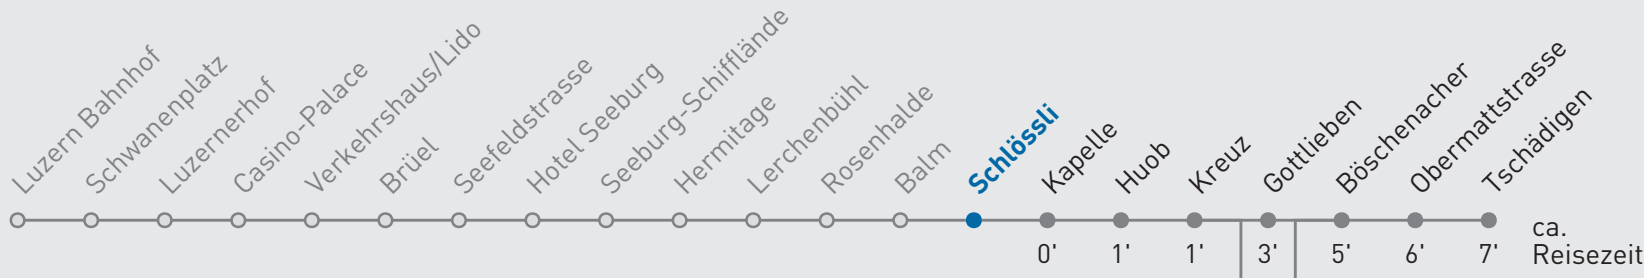 Luzern Bahnhof
Schwanenplatz
Luzernerhof
Casino-Palace
Verkehrshaus/Lido
Brüel
Seefeldstrasse
Hotel Seeburg
Seeburg-Schifflände
Hermitage
Lerchenbühl
Rosenhalde
Balm
Schlössli
Kapelle
Huob
Kreuz
Gottlieben
Böschenacher
Obermattstrasse
Tschädigen
0' 1' 1' 3' 5' 6' 7'
ca.
Reisezeit